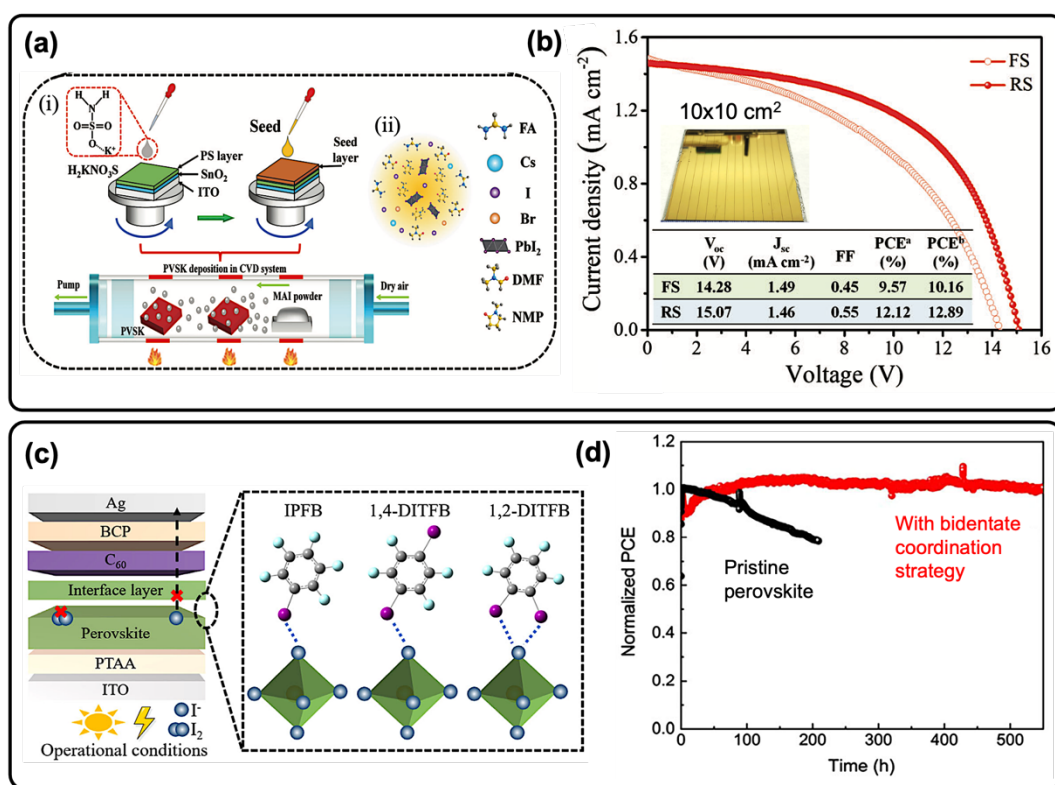 (a)
(i)
H H
N
O=S=O
O K⁺
H₂KNO₃S
PS layer
SnO₂
ITO
Seed
Seed
layer
(ii)
FA
Cs
I
Br
PbI₂
DMF
NMP
PVSK deposition in CVD system
Pump
MAI powder
Dry air
PVSK
(b)
Current density (mA cm⁻²)
1.6
1.2
0.8
0.4
0.0
FS
RS
10x10 cm²
Vₒc (V) Jₛc (mA cm⁻²) FF PCEᵃ (%) PCEᵇ (%)
FS 14.28 1.49 0.45 9.57 10.16
RS 15.07 1.46 0.55 12.12 12.89
0 2 4 6 8 10 12 14 16
Voltage (V)
(c)
Ag
BCP
C₆₀
Interface layer
Perovskite
PTAA
ITO
I⁻
I₂
Operational conditions
IPFB 1,4-DITFB 1,2-DITFB
(d)
Normalized PCE
1.2
1.0
0.8
0.6
0.4
0.2
0.0
With bidentate
coordination
strategy
Pristine
perovskite
0 100 200 300 400 500
Time (h)